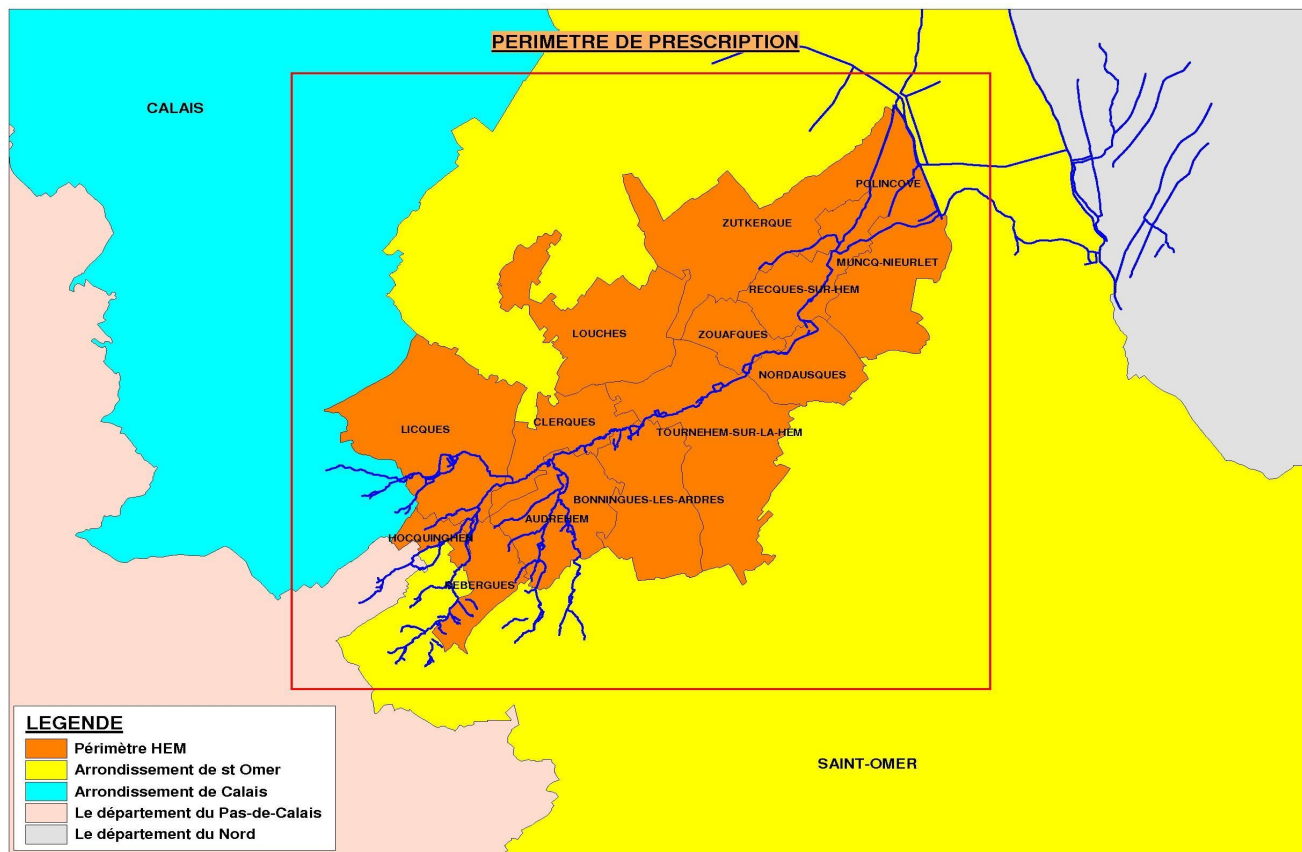 PERIMETRE DE PRESCRIPTION
CALAIS
POLINCOVE
ZUTKERQUE
MUNCQ-NIEURLET
RECQUES-SUR-HEM
LOUCHES
ZOUAFQUES
NORDAUSQUES
LICQUES
CLERQUES
TOURNEHEM-SUR-LA-HEM
BONNINGUES-LES-ARDRES
AUDREHEM
HOCQUINGHEN
REBERGUES
SAINT-OMER
LEGENDE
Périmètre HEM
Arrondissement de st Omer
Arrondissement de Calais
Le département du Pas-de-Calais
Le département du Nord